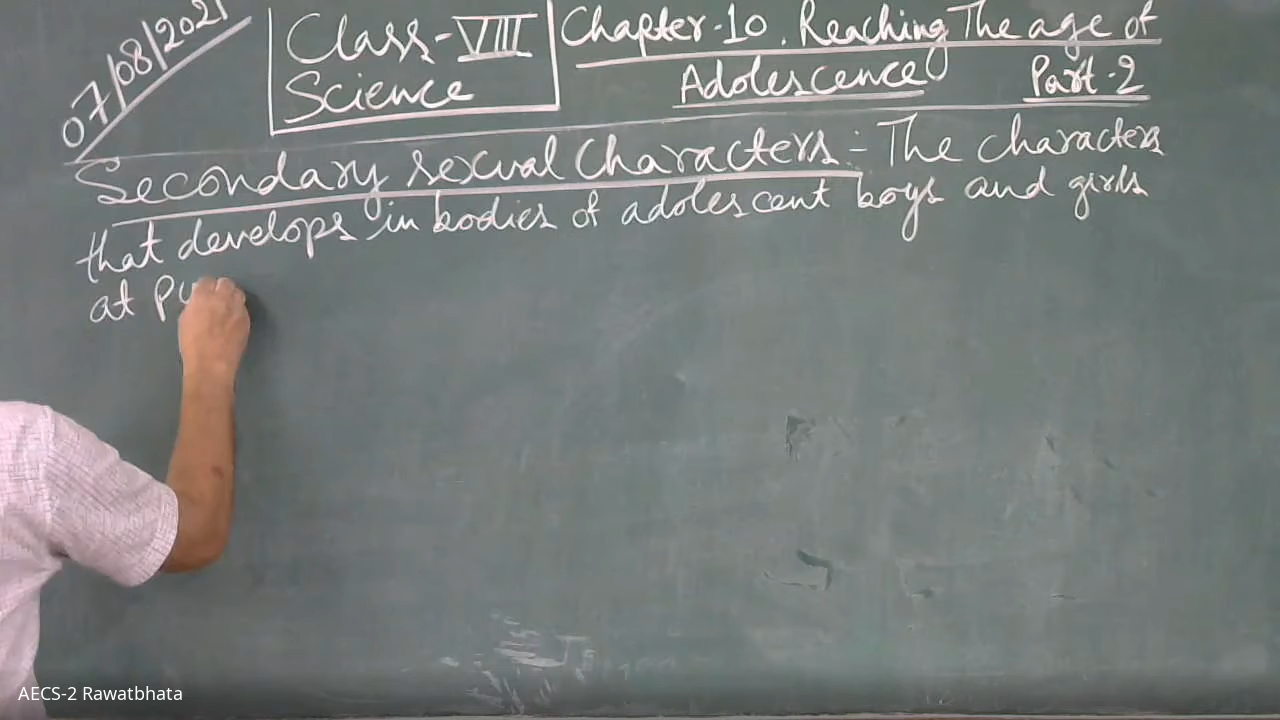 07/08/2021
Class-VIII
Science
Chapter-10. Reaching The age of
Adolescence
Part-2
Secondary sexual Characters:- The characters
that develops in bodies of adolescent boys and girls
at Pu
AECS-2 Rawatbhata